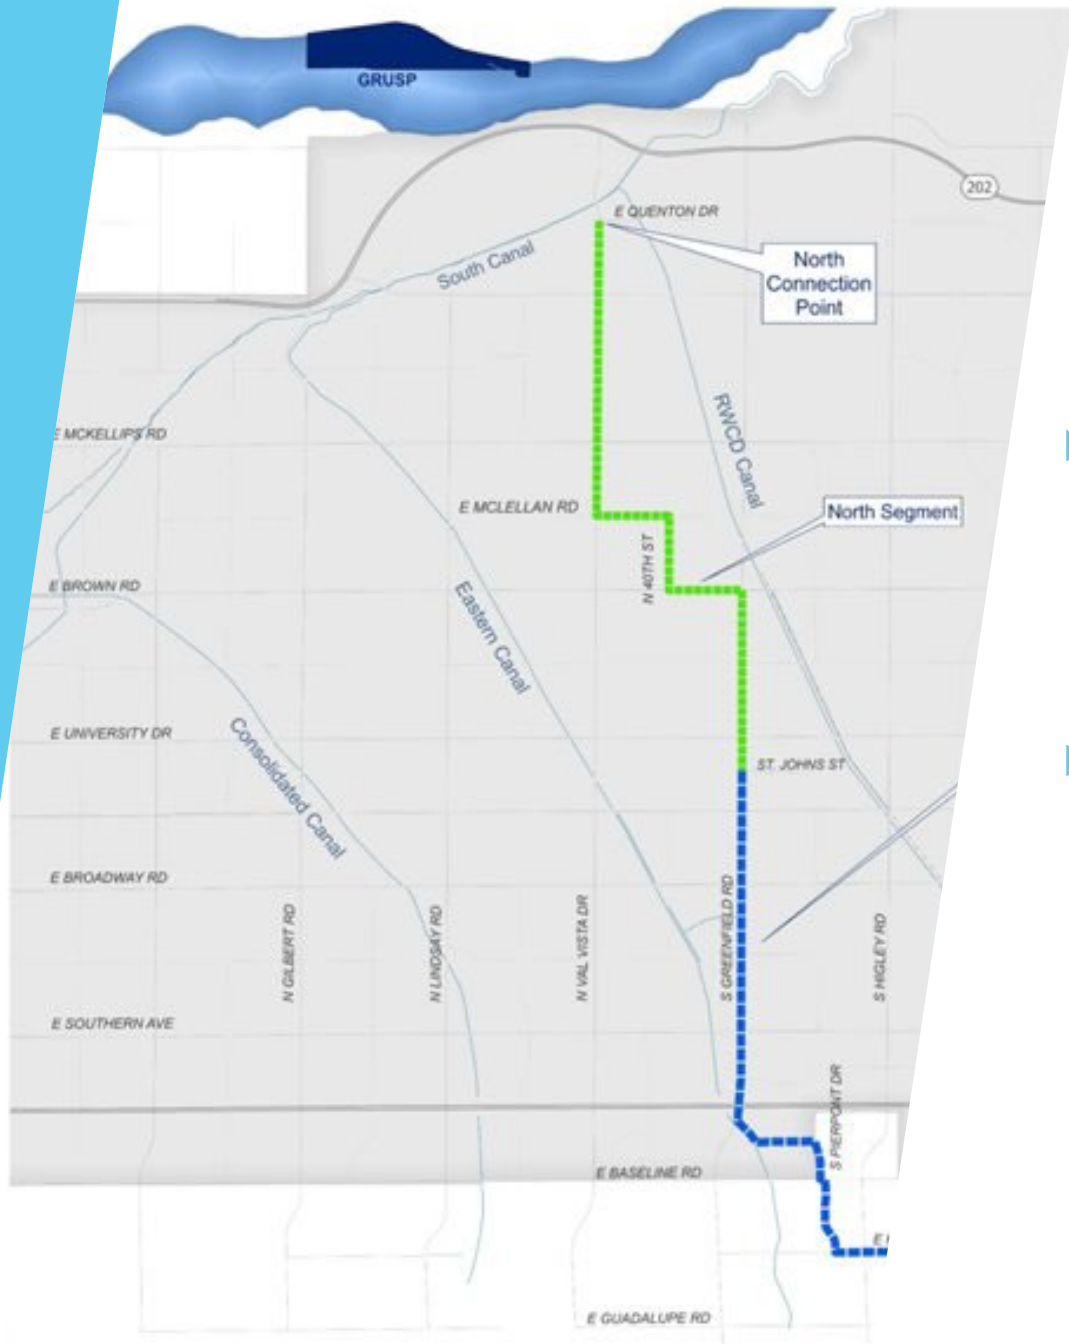 GRUSP
202
E QUENTON DR
North
Connection
Point
South Canal
RWCD Canal
E MCKELLIPS RD
E MCLELLAN RD
North Segment
N 40TH ST
E BROWN RD
Eastern Canal
E UNIVERSITY DR
Consolidated Canal
ST. JOHNS ST
E BROADWAY RD
N GILBERT RD
N LINDSAY RD
N VAL VISTA DR
S GREENFIELD RD
S HIGLEY RD
E SOUTHERN AVE
S PIERPONT DR
E BASELINE RD
E
E GUADALUPE RD